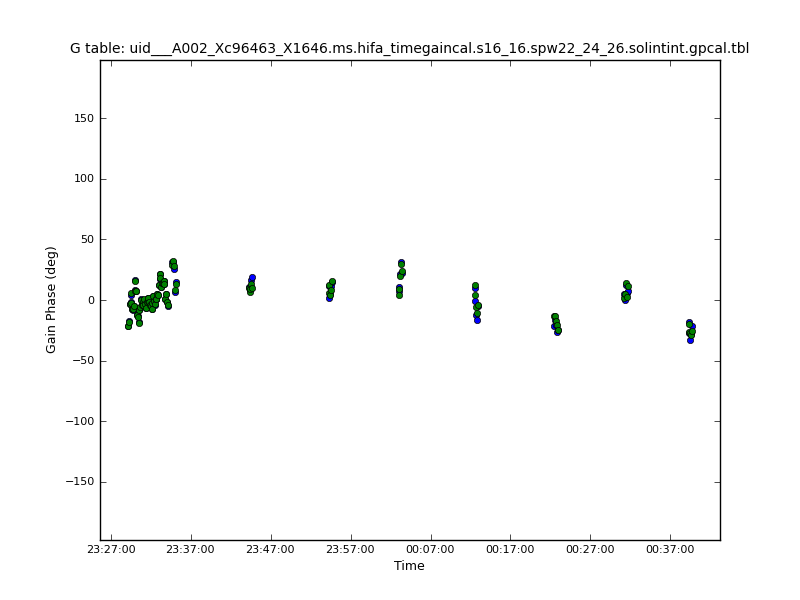 G table: uid___A002_Xc96463_X1646.ms.hifa_timegaincal.s16_16.spw22_24_26.solintint.gpcal.tbl
Gain Phase (deg)
150
100
50
0
−50
−100
−150
23:27:00 23:37:00 23:47:00 23:57:00 00:07:00 00:17:00 00:27:00 00:37:00
Time